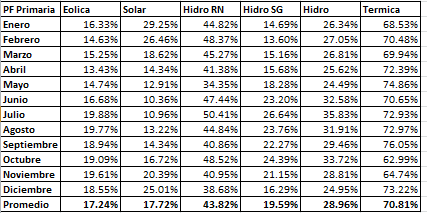 PF Primaria Eolica Solar Hidro RN Hidro SG Hidro Termica
Enero 16.33% 29.25% 44.82% 14.69% 26.34% 68.53%
Febrero 14.63% 26.46% 48.37% 13.60% 27.05% 70.48%
Marzo 15.25% 18.62% 45.27% 15.16% 26.81% 69.94%
Abril 13.43% 14.34% 41.38% 15.68% 25.62% 72.39%
Mayo 14.74% 12.91% 34.35% 18.28% 24.49% 74.86%
Junio 16.68% 10.36% 47.44% 23.20% 32.58% 70.65%
Julio 19.88% 10.96% 50.41% 26.64% 35.83% 72.93%
Agosto 19.77% 13.22% 44.84% 23.76% 31.91% 72.97%
Septiembre 18.94% 14.34% 40.86% 22.27% 29.46% 76.05%
Octubre 19.09% 16.72% 48.52% 24.39% 33.72% 62.99%
Noviembre 19.61% 20.39% 40.95% 21.15% 28.81% 64.74%
Diciembre 18.55% 25.01% 38.68% 16.29% 24.95% 73.22%
Promedio 17.24% 17.72% 43.82% 19.59% 28.96% 70.81%